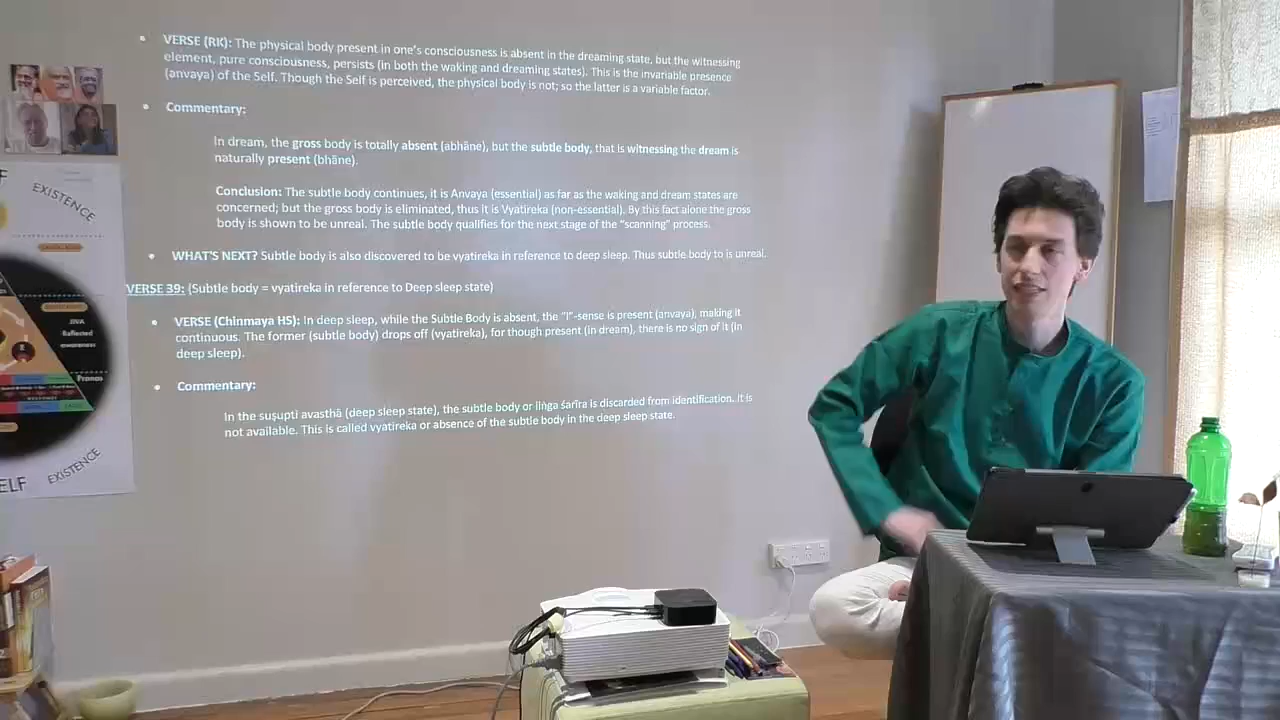 VERSE (RK): The physical body present in one's consciousness is absent in the dreaming state, but the witnessing
element, pure consciousness, persists (in both the waking and dreaming states). This is the invariable presence
(anvaya) of the Self. Though the Self is perceived, the physical body is not; so the latter is a variable factor.
Commentary:
In dream, the gross body is totally absent (abhāne), but the subtle body, that is witnessing the dream is
naturally present (bhāne).
Conclusion: The subtle body continues, it is Anvaya (essential) as far as the waking and dream states are
concerned; but the gross body is eliminated, thus it is Vyatireka (non-essential). By this fact alone the gross
body is shown to be unreal. The subtle body qualifies for the next stage of the “scanning” process.
WHAT'S NEXT? Subtle body is also discovered to be vyatireka in reference to deep sleep. Thus subtle body to is unreal.
VERSE 39: (Subtle body = vyatireka in reference to Deep sleep state)
VERSE (Chinmaya HS): In deep sleep, while the Subtle Body is absent, the “I”-sense is present (anvaya), making it
continuous. The former (subtle body) drops off (vyatireka), for though present (in dream), there is no sign of it (in
deep sleep).
Commentary:
In the suṣupti avasthā (deep sleep state), the subtle body or liṅga śarīra is discarded from identification. It is
not available. This is called vyatireka or absence of the subtle body in the deep sleep state.
EXISTENCE
JIVA
Reflected
awareness
Pranas
ELF
EXISTENCE